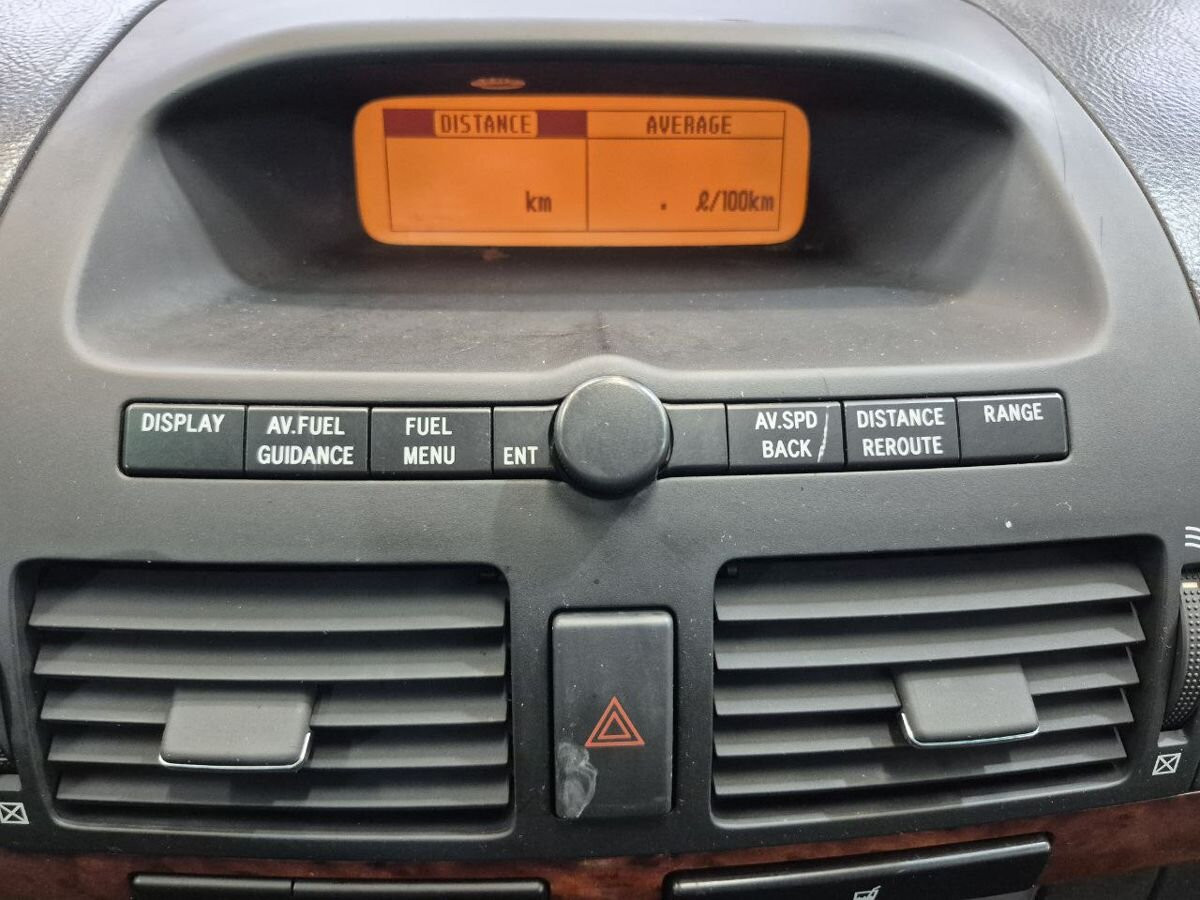 DISTANCE AVERAGE
km . ℓ/100km
DISPLAY AV.FUEL FUEL AV.SPD DISTANCE RANGE
GUIDANCE MENU ENT BACK REROUTE